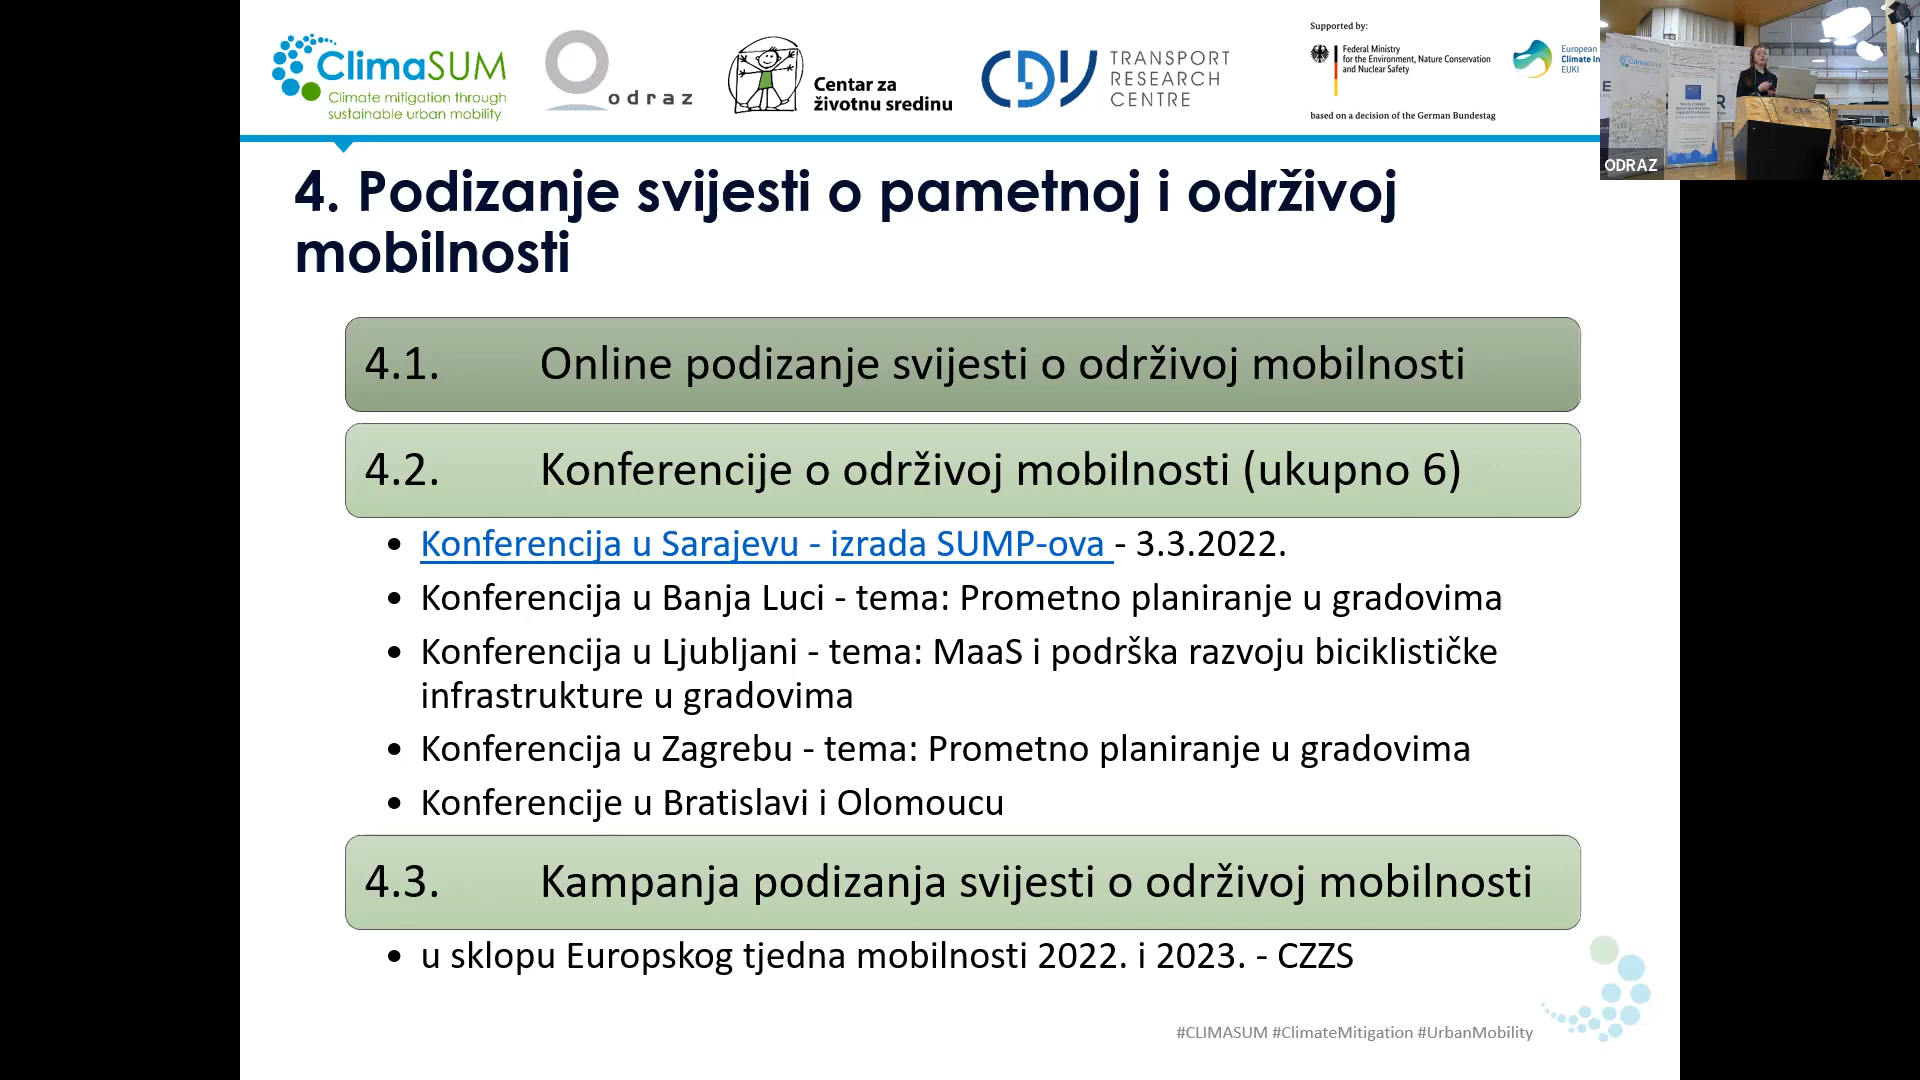 ClimaSUM
Climate mitigation through
sustainable urban mobility
odraz
Centar za
životnu sredinu
CDV
TRANSPORT
RESEARCH
CENTRE
Supported by:
Federal Ministry
for the Environment, Nature Conservation
and Nuclear Safety
based on a decision of the German Bundestag
European
Climate In
EUKI
ClimaSUM
ODRAZ
4. Podizanje svijesti o pametnoj i održivoj
mobilnosti
4.1. Online podizanje svijesti o održivoj mobilnosti
4.2. Konferencije o održivoj mobilnosti (ukupno 6)
• Konferencija u Sarajevu - izrada SUMP-ova - 3.3.2022.
• Konferencija u Banja Luci - tema: Prometno planiranje u gradovima
• Konferencija u Ljubljani - tema: MaaS i podrška razvoju biciklističke
infrastrukture u gradovima
• Konferencija u Zagrebu - tema: Prometno planiranje u gradovima
• Konferencije u Bratislavi i Olomoucu
4.3. Kampanja podizanja svijesti o održivoj mobilnosti
• u sklopu Europskog tjedna mobilnosti 2022. i 2023. - CZZS
#CLIMASUM #ClimateMitigation #UrbanMobility